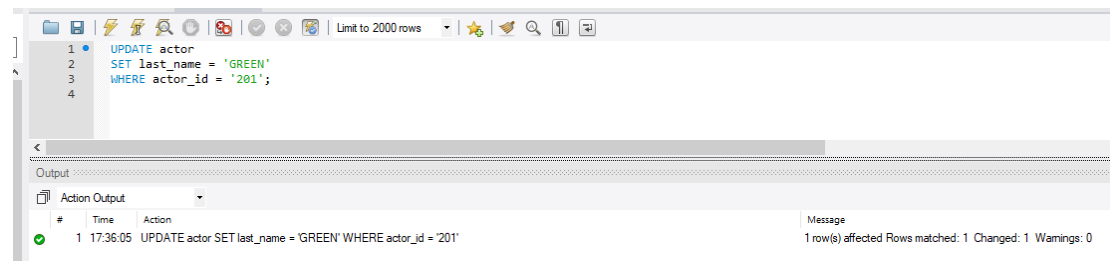 Limit to 2000 rows
1 UPDATE actor
2 SET last_name = 'GREEN'
3 WHERE actor_id = '201';
4
Output
Action Output
# Time Action Message
1 17:36:05 UPDATE actor SET last_name = 'GREEN' WHERE actor_id = '201' 1 row(s) affected Rows matched: 1 Changed: 1 Warnings: 0